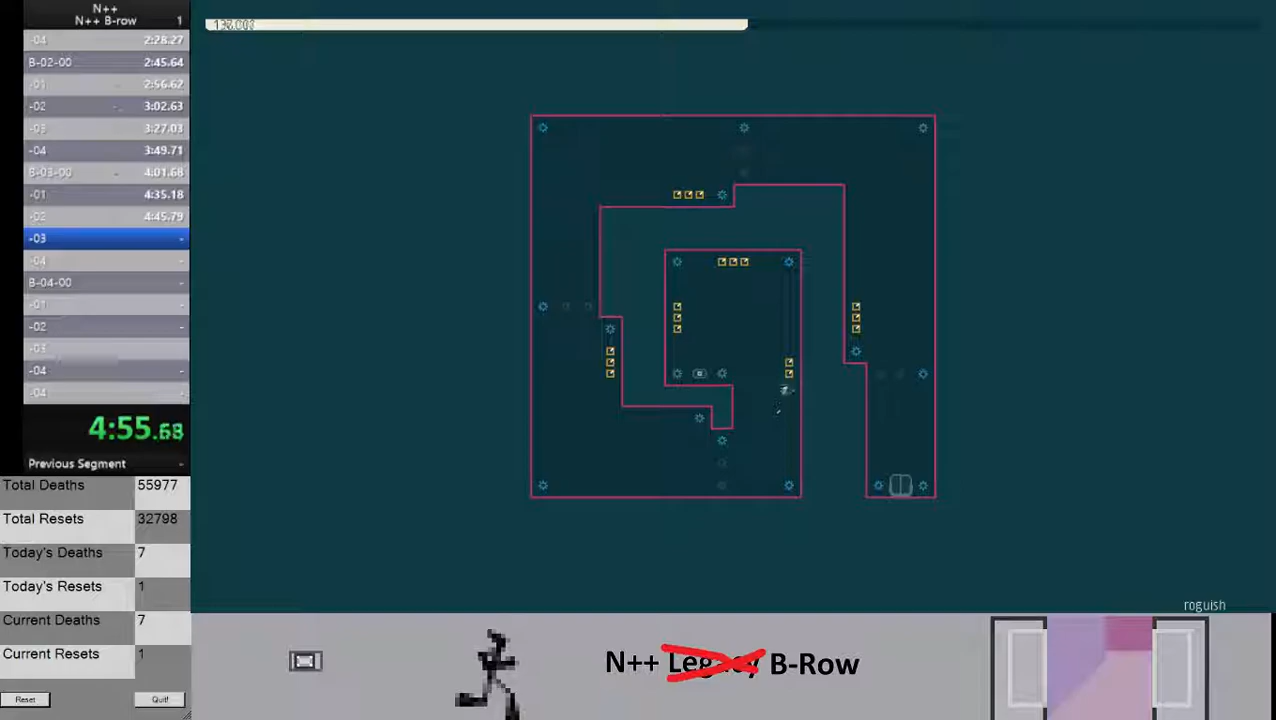 N++
N++ B-row 1
-04 2:28.27
B-02-00 2:45.64
-01 - 2:56.62
-02 - 3:02.63
-03 3:27.03
-04 3:49.71
B-03-00 - 4:01.68
-01 4:35.18
-02 4:45.79
-03 -
-04 -
B-04-00 -
-01 -
-02 -
-03 -
-04 -
-04 -
4:55.68
Previous Segment -
Total Deaths 55977
Total Resets 32798
Today's Deaths 7
Today's Resets 1
Current Deaths 7
Current Resets 1
Reset Quit!
roguish
N++ Legacy B-Row